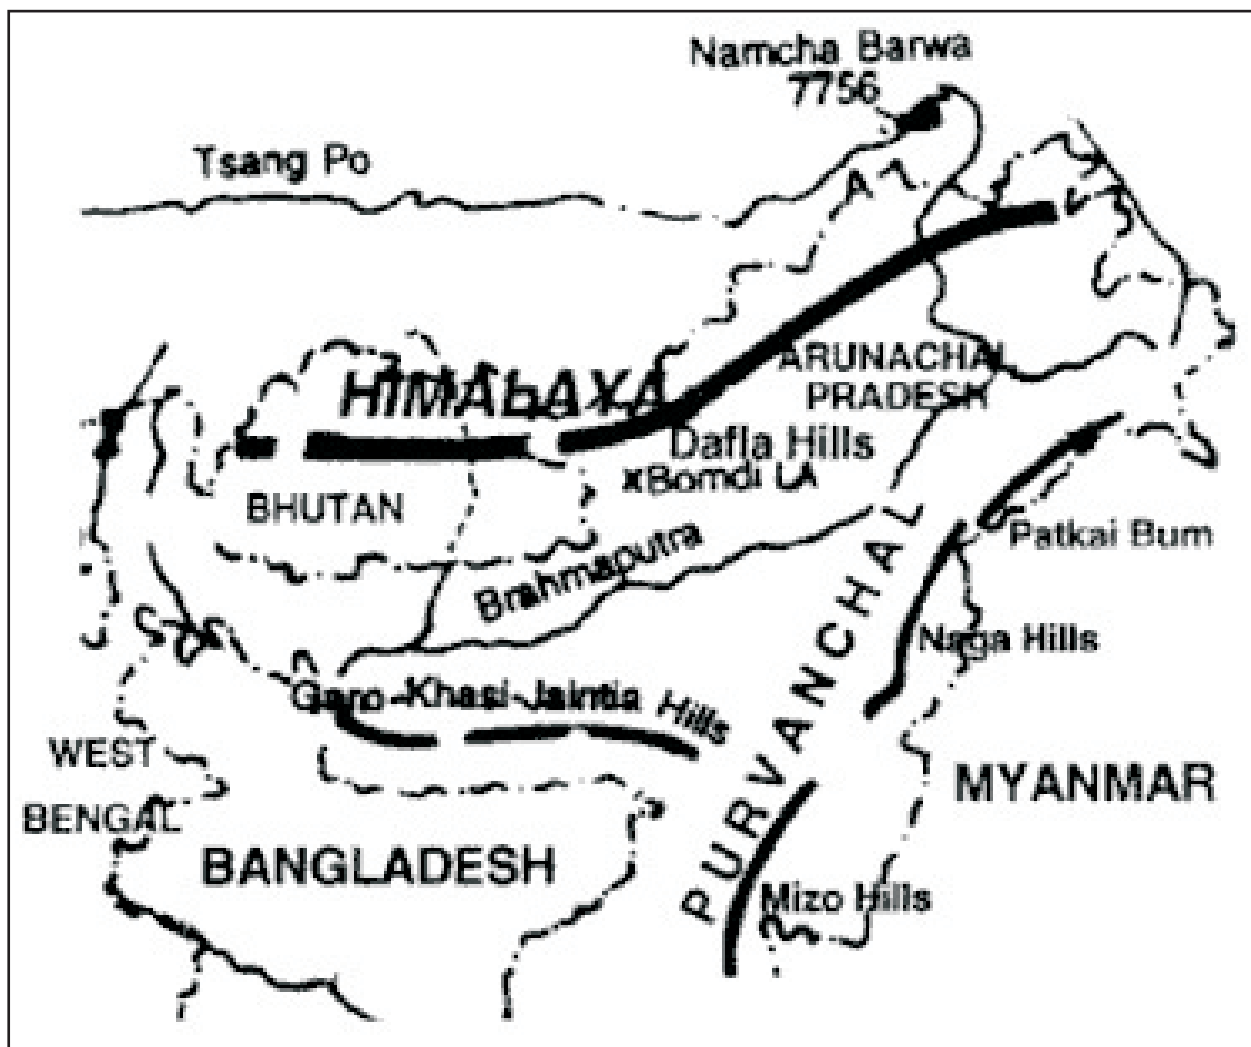 Namcha Barwa
7756
Tsang Po
A
HIMALAYA
ARUNACHAL
PRADESH
Dafla Hills
xBomdi LA
BHUTAN
Patkai Bum
Brahmaputra
Naga Hills
Garo-Khasi-Jaintia Hills
PURVANCHAL
WEST
BENGAL
MYANMAR
BANGLADESH
Mizo Hills